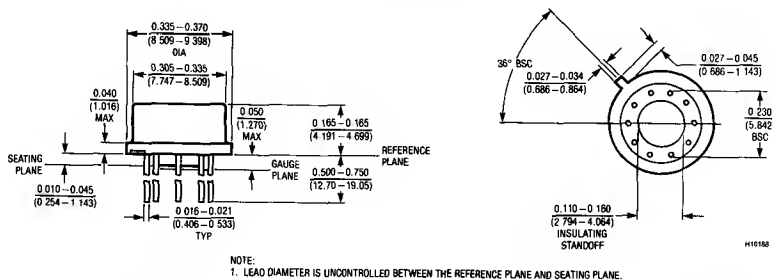 0.335–0.370
(8 509–9 398)
OIA
0.305–0.335
(7.747–8.509)
0.040
(1.016)
MAX
0.050
(1.270)
MAX
0 165–0 165
(4 191–4 699)
REFERENCE
PLANE
SEATING
PLANE
GAUGE
PLANE
0.500–0.750
(12.70–19.05)
0.010–0.045
(0 254–1 143)
0 016–0 021
(0 406–0 533)
TYP
36° BSC
0.027–0.034
(0.686–0.864)
0.027–0.045
(0 686–1 143)
0 230
(5.842
BSC
0.110–0 160
(2 794–4.064)
INSULATING
STANDOFF
H10188
NOTE:
1. LEAO OIAMETER IS UNCONTROLLED BETWEEN THE REFERENCE PLANE AND SEATING PLANE.